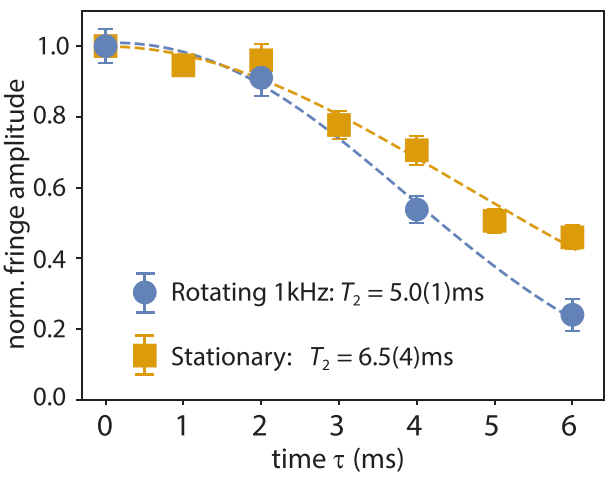 norm. fringe amplitude
1.0
0.8
0.6
0.4
0.2
0.0
Rotating 1kHz: T₂ = 5.0(1)ms
Stationary: T₂ = 6.5(4)ms
0 1 2 3 4 5 6
time τ (ms)